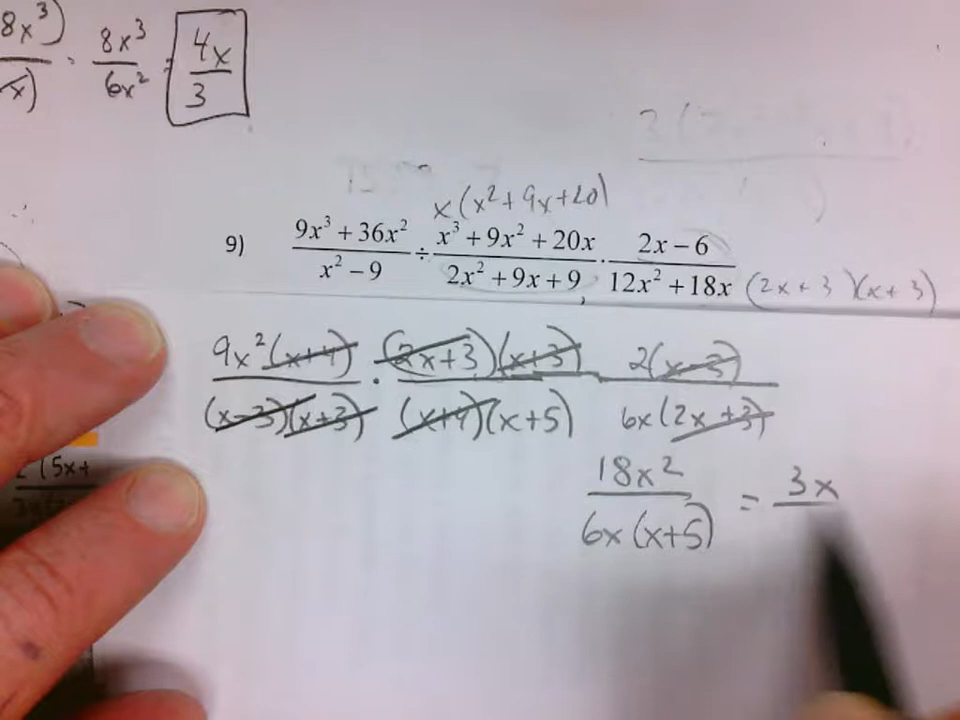 8x³) / x) · 8x³ / 6x² = 4x / 3
x(x²+9x+20)
9) (9x³ + 36x²) / (x² − 9) ÷ (x³ + 9x² + 20x) / (2x² + 9x + 9) · (2x − 6) / (12x² + 18x) (2x+3)(x+3)
9x²(x+4) / (x−3)(x+3) · (2x+3)(x+3) / (x+4)(x+5) 2(x−3) / 6x(2x+3)
2(5x+
18x² / 6x(x+5) = 3x